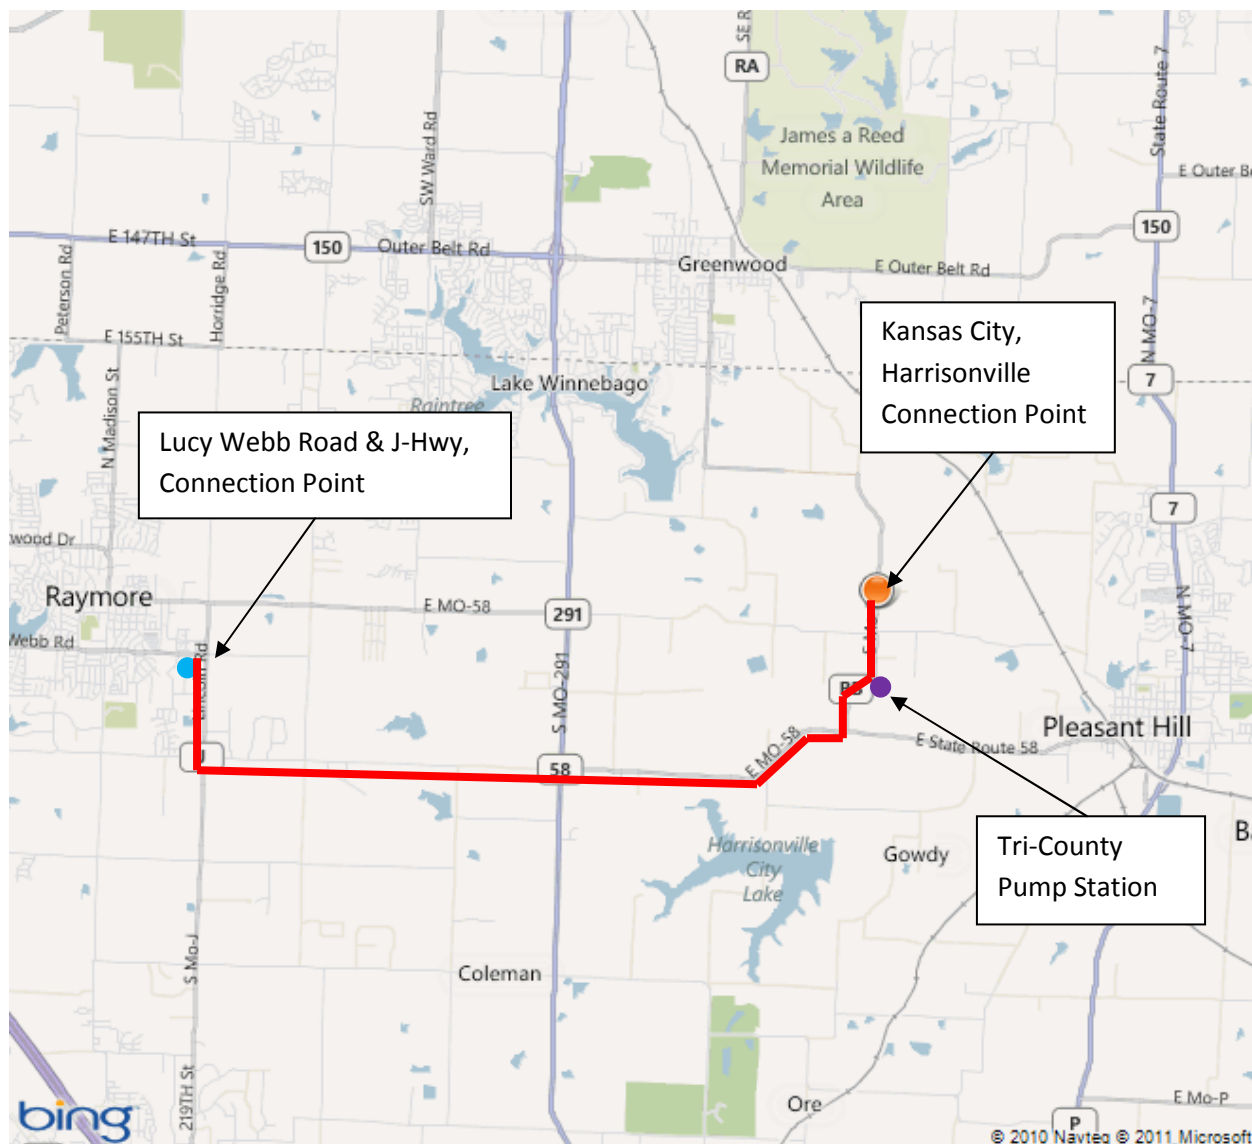 SE R
RA
State Route 7
James a Reed
Memorial Wildlife
Area
E Outer Be
SW Ward Rd
E 147TH St
150
Outer Belt Rd
150
Greenwood
E Outer Belt Rd
Peterson Rd
Horridge Rd
N MO-7
E 155TH St
Kansas City,
Harrisonville
Connection Point
7
N Madison St
Lake Winnebago
Raintree
Lucy Webb Road & J-Hwy,
Connection Point
7
wood Dr
Raymore
E MO-58
291
N MO-7
Webb Rd
Lincoln Rd
S MO-291
Pleasant Hill
E State Route 58
E MO-58
58
Harrisonville
City
Lake
Gowdy
Tri-County
Pump Station
Ba
S Mo-J
Coleman
219TH St
Ore
E Mo-P
P
bing
© 2010 Navteq © 2011 Microsoft